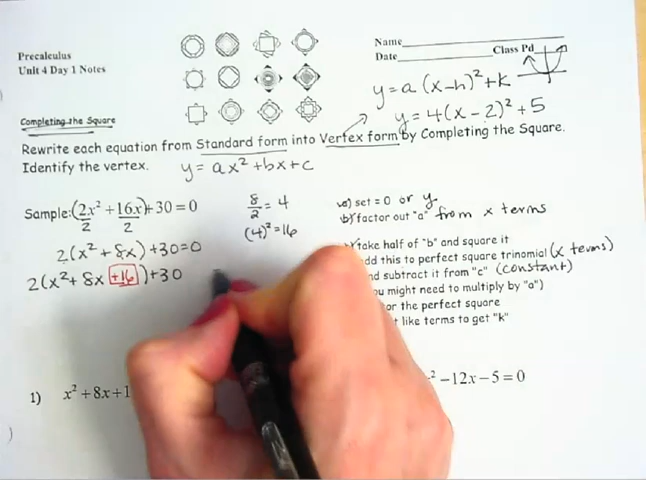 Precalculus
Unit 4 Day 1 Notes
Name
Date
Class Pd
y = a (x - h)² + k
y = 4(x - 2)² + 5
Completing the Square
Rewrite each equation from Standard form into Vertex form by Completing the Square.
Identify the vertex. y = ax² + bx + c
Sample: (2x² + 16x) + 30 = 0
2 2
8/2 = 4
(4)² = 16
a) set = 0 or y
b) factor out "a" from x terms
2(x² + 8x) + 30 = 0
take half of "b" and square it
2(x² + 8x +16) + 30
dd this to perfect square trinomial (x terms)
nd subtract it from "c" (constant)
ou might need to multiply by "a")
or the perfect square
like terms to get "k"
1) x² + 8x + 1
² - 12x - 5 = 0